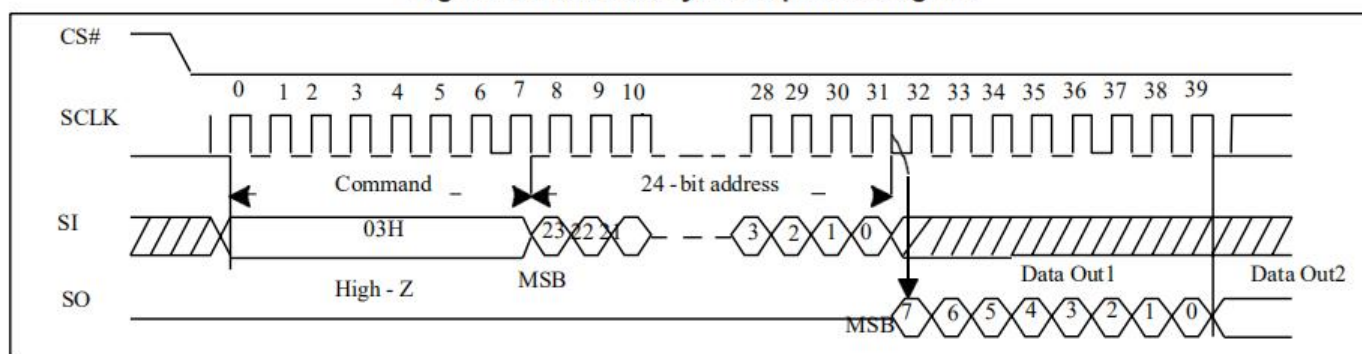 CS#
0 1 2 3 4 5 6 7 8 9 10 28 29 30 31 32 33 34 35 36 37 38 39
SCLK
Command 24 - bit address
SI 03H 23 22 21 3 2 1 0
High - Z MSB Data Out1 Data Out2
SO MSB 7 6 5 4 3 2 1 0